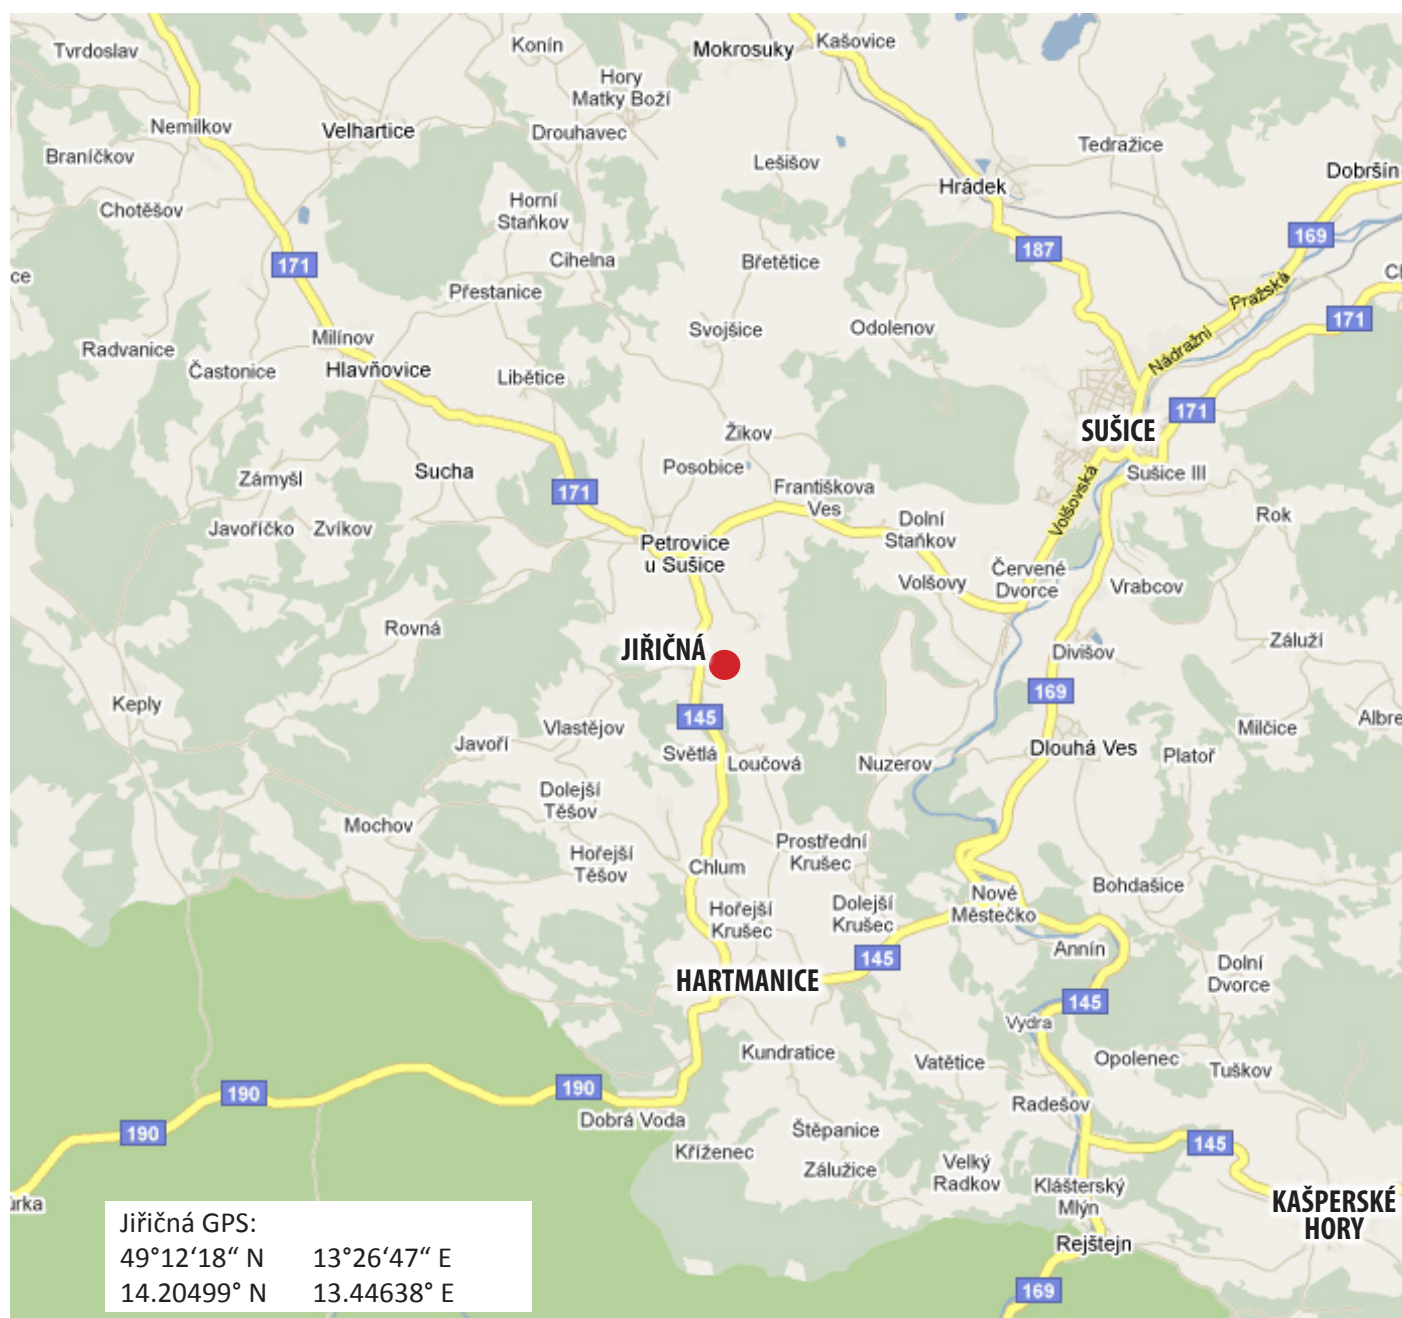 Tvrdoslav
Konín
Mokrosuky
Kašovice
Hory
Matky Boží
Nemilkov
Velhartice
Drouhavec
Tedražice
Braníčkov
Lešišov
Dobršín
Hrádek
Chotěšov
Horní
Staňkov
169
187
171
Cihelna
Břetětice
ce
Ch
Přestanice
Pražská
Svojšice
Odolenov
171
Milínov
Nádražní
Radvanice
Častonice
Hlavňovice
Libětice
171
SUŠICE
Žikov
Posobice
Sucha
Zámyšl
Sušice III
171
Františkova
Ves
Volšovská
Javoříčko
Zvíkov
Dolní
Staňkov
Rok
Petrovice
u Sušice
Červené
Dvorce
Volšovy
Vrabcov
Rovná
Záluží
JIŘIČNÁ
Divišov
169
Keply
145
Vlastějov
Milčice
Albre
Javoří
Světlá
Loučová
Nuzerov
Dlouhá Ves
Platoř
Dolejší
Těšov
Mochov
Prostřední
Krušec
Hořejší
Těšov
Chlum
Bohdašice
Nové
Městečko
Dolejší
Krušec
Hořejší
Krušec
145
Annín
Dolní
Dvorce
HARTMANICE
145
Vydra
Kundratice
Vatětice
Opolenec
Tuškov
190
190
Radešov
Dobrá Voda
190
Štěpanice
145
Kříženec
Zálužice
Velký
Radkov
Klášterský
Mlýn
KAŠPERSKÉ
HORY
ůrka
Rejštejn
169
Jiřičná GPS:
49°12‘18“ N 13°26‘47“ E
14.20499° N 13.44638° E